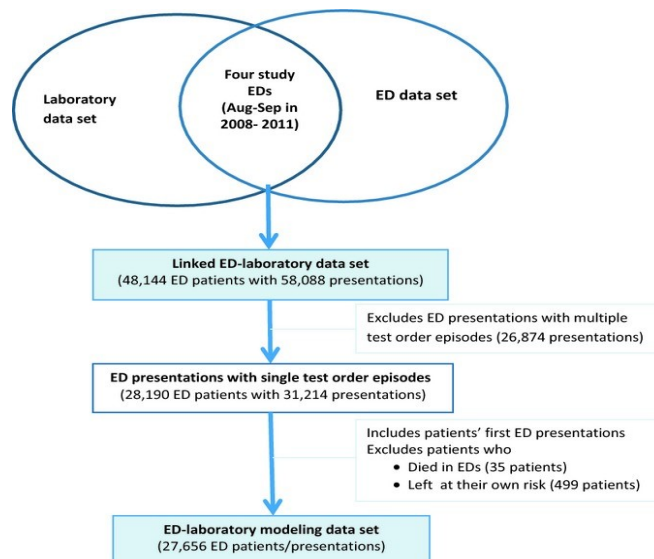 Laboratory
data set
Four study
EDs
(Aug-Sep in
2008- 2011)
ED data set
Linked ED-laboratory data set
(48,144 ED patients with 58,088 presentations)
Excludes ED presentations with multiple
test order episodes (26,874 presentations)
ED presentations with single test order episodes
(28,190 ED patients with 31,214 presentations)
Includes patients’ first ED presentations
Excludes patients who
• Died in EDs (35 patients)
• Left at their own risk (499 patients)
ED-laboratory modeling data set
(27,656 ED patients/presentations)